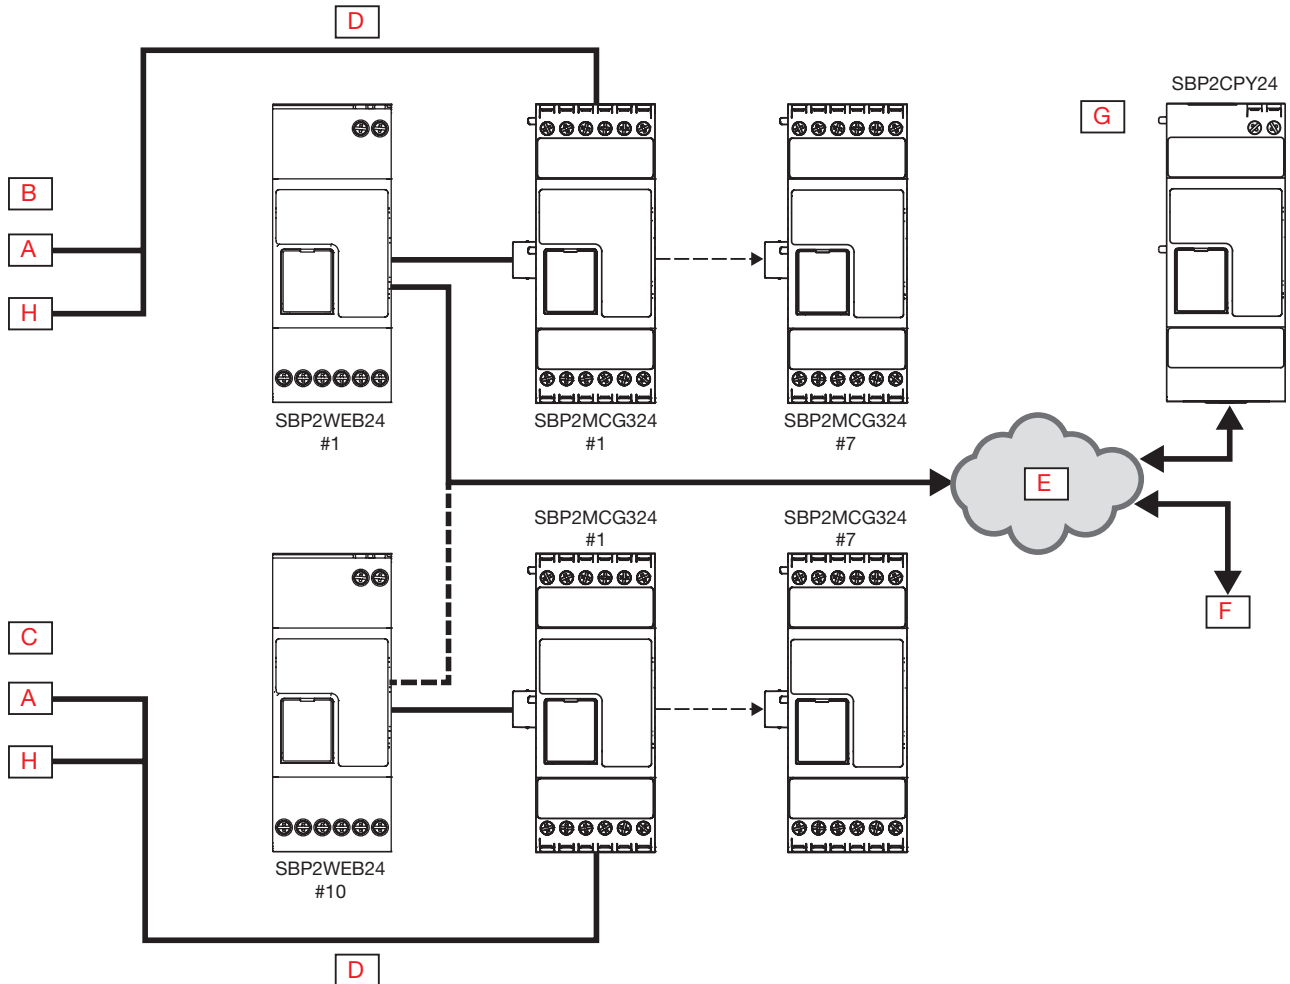 D
SBP2CPY24
G
B
A
H
SBP2WEB24
#1
SBP2MCG324
#1
SBP2MCG324
#7
E
SBP2MCG324
#1
SBP2MCG324
#7
F
C
A
H
SBP2WEB24
#10
D